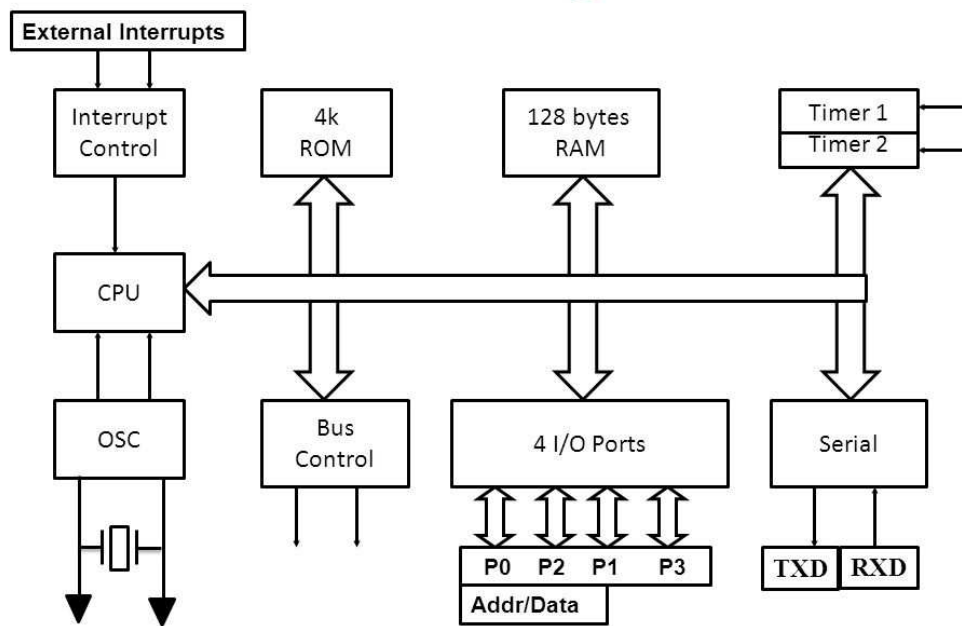 External Interrupts
Interrupt
Control
4k
ROM
128 bytes
RAM
Timer 1
Timer 2
CPU
OSC
Bus
Control
4 I/O Ports
Serial
P0 P2 P1 P3
Addr/Data
TXD RXD